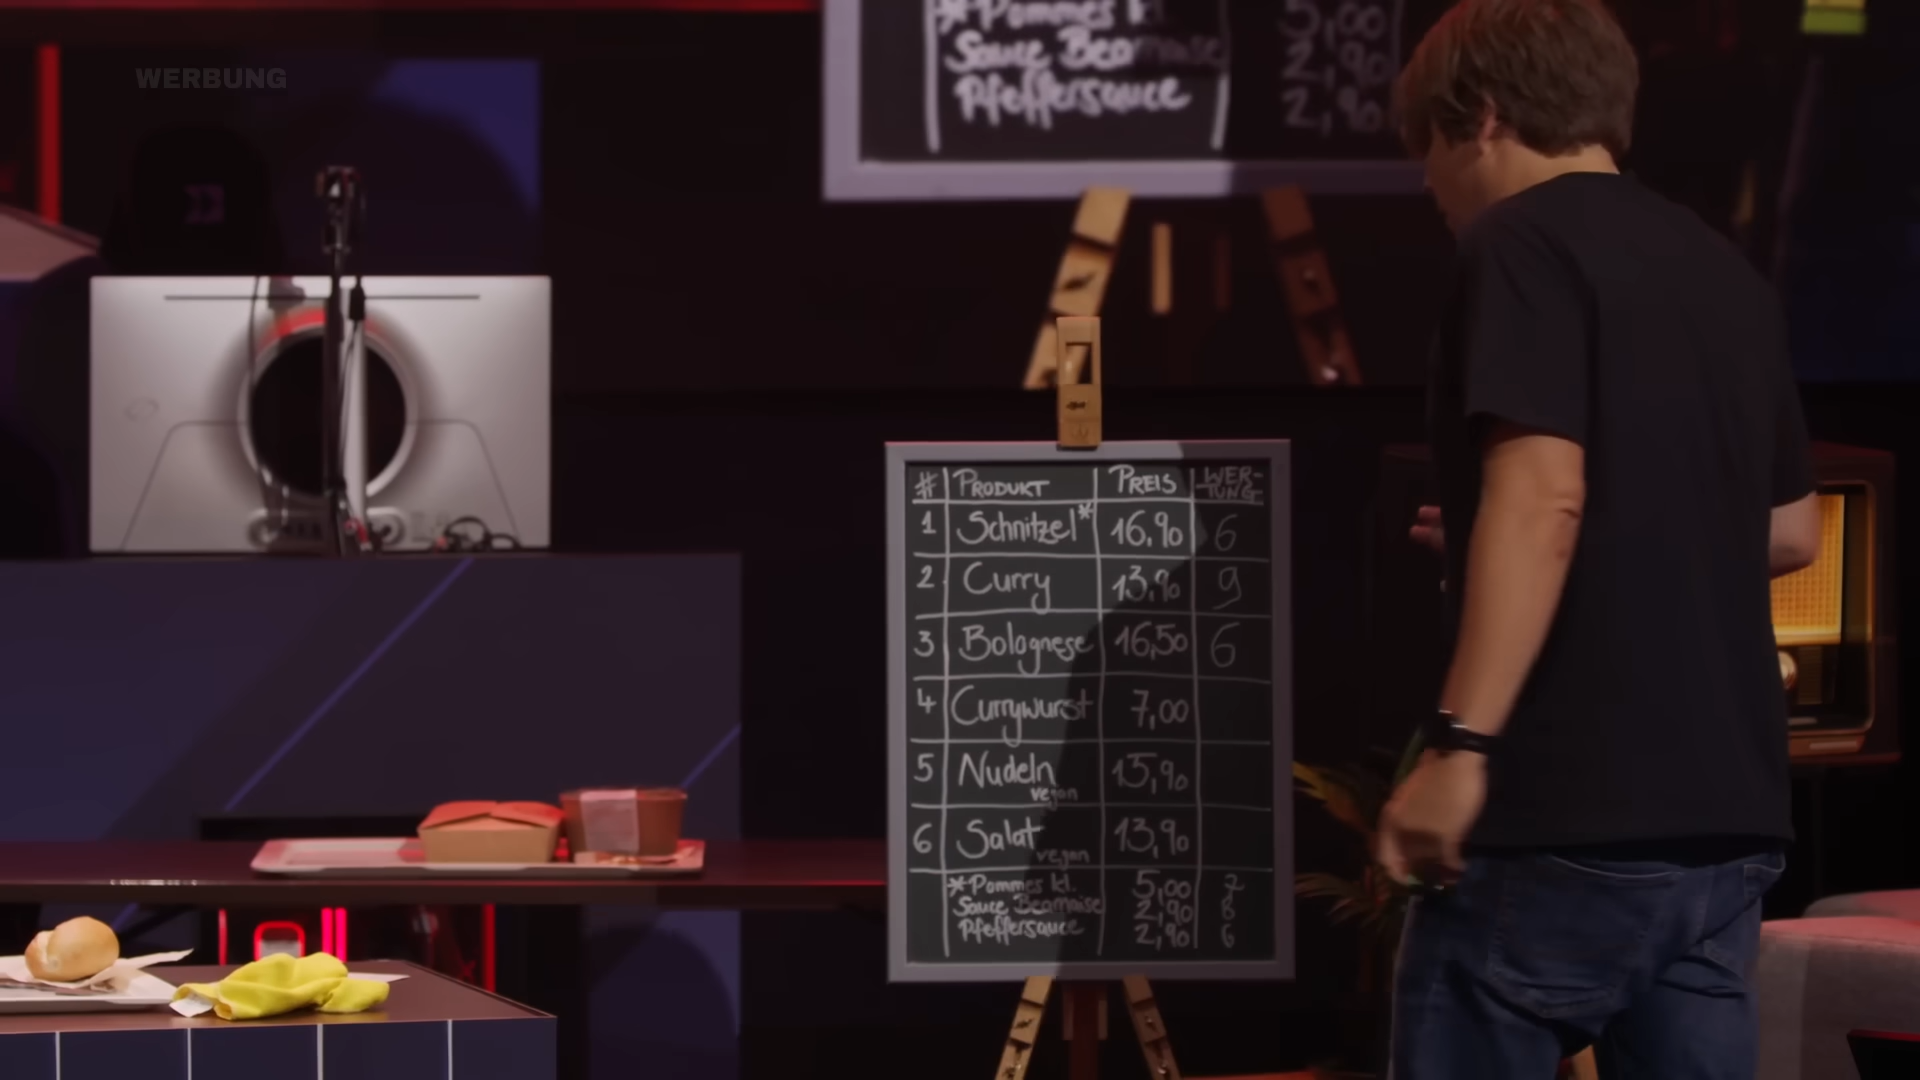 WERBUNG
*Pommes kl. 5,00
Sauce Bearnaise 2,90
Pfeffersauce 2,90
# PRODUKT PREIS WER-
TUNG
1 Schnitzel* 16,90 6
2 Curry 13,90 9
3 Bolognese 16,50 6
4 Currywurst 7,00
5 Nudeln 15,90
vegan
6 Salat 13,90
vegan
*Pommes kl. 5,00 7
Sauce Bearnaise 2,90 8
Pfeffersauce 2,90 6